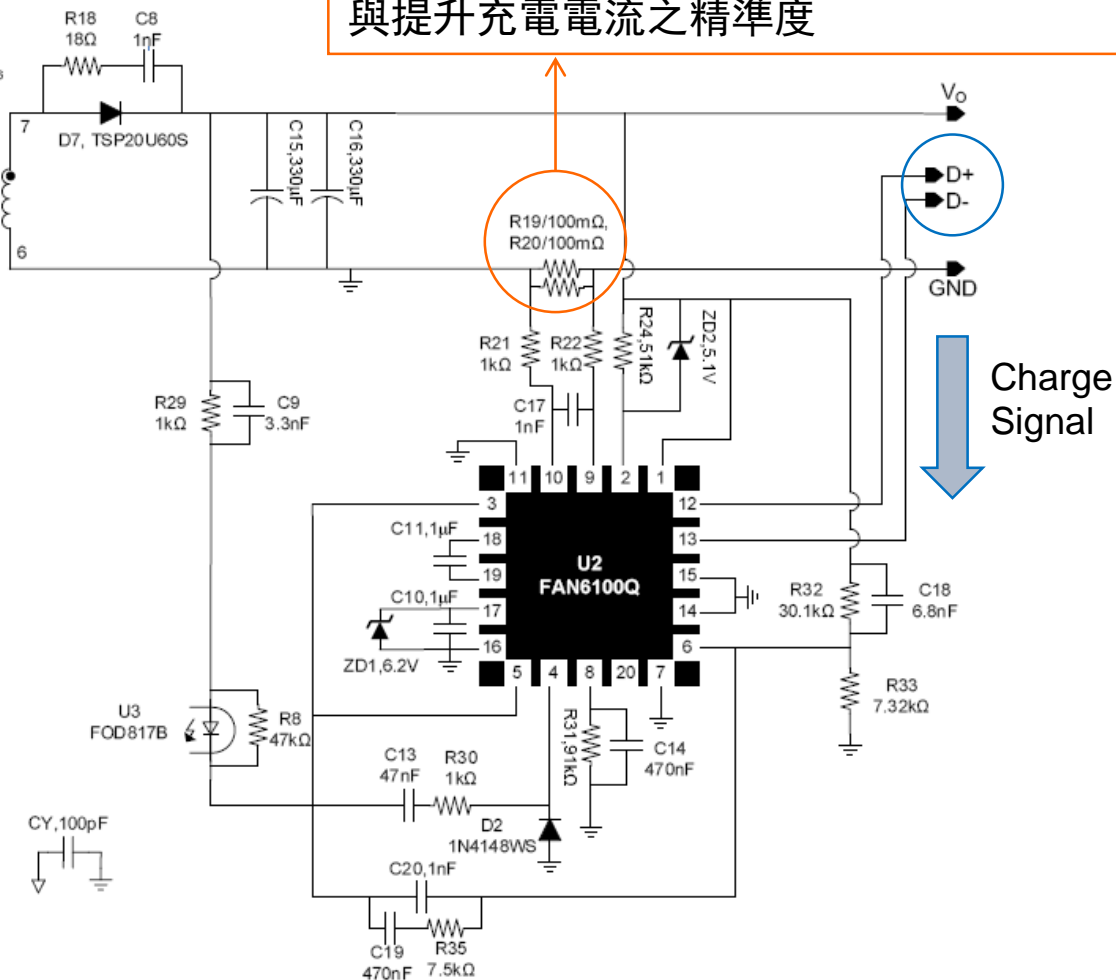 與提升充電電流之精準度
R18
18Ω
C8
1nF
7
D7, TSP20U60S
6
C15,330µF
C16,330µF
R19/100mΩ,
R20/100mΩ
Vo
D+
D-
GND
Charge
Signal
R21
1kΩ
R22
1kΩ
R24,51kΩ
ZD2,5.1V
C17
1nF
R29
1kΩ
C9
3.3nF
11 10 9 2 1
3
18
19
17
16
12
13
15
14
6
5 4 8 20 7
U2
FAN6100Q
C11,1µF
C10,1µF
ZD1,6.2V
R32
30.1kΩ
C18
6.8nF
R33
7.32kΩ
U3
FOD817B
R8
47kΩ
C13
47nF
R30
1kΩ
R31,91kΩ
C14
470nF
D2
1N4148WS
CY,100pF
C20,1nF
C19
470nF
R35
7.5kΩ